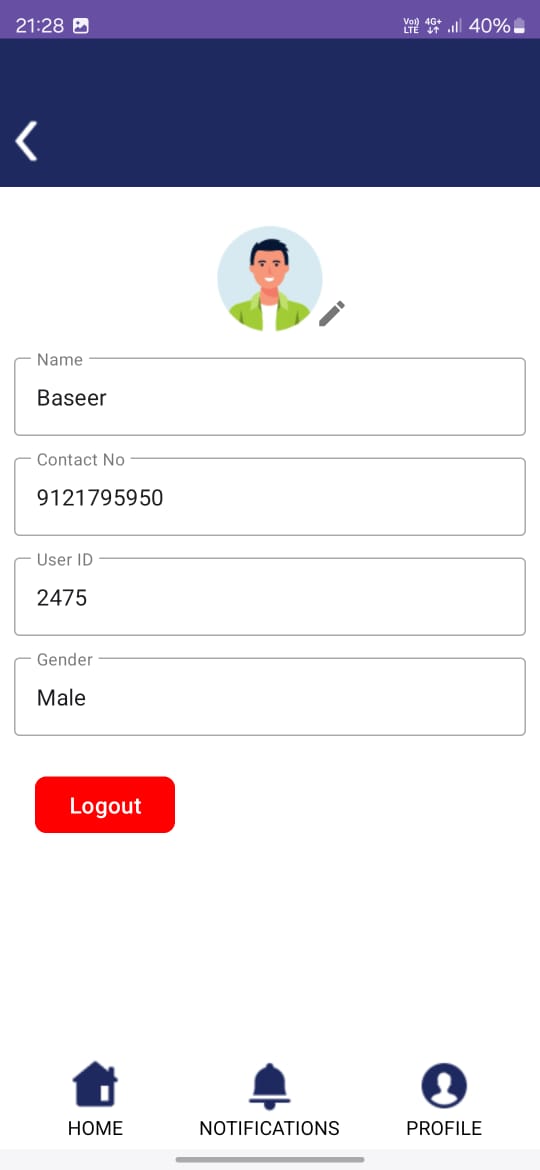 21:28 Vo)) LTE 4G+ 40%
Name
Baseer
Contact No
9121795950
User ID
2475
Gender
Male
Logout
HOME NOTIFICATIONS PROFILE